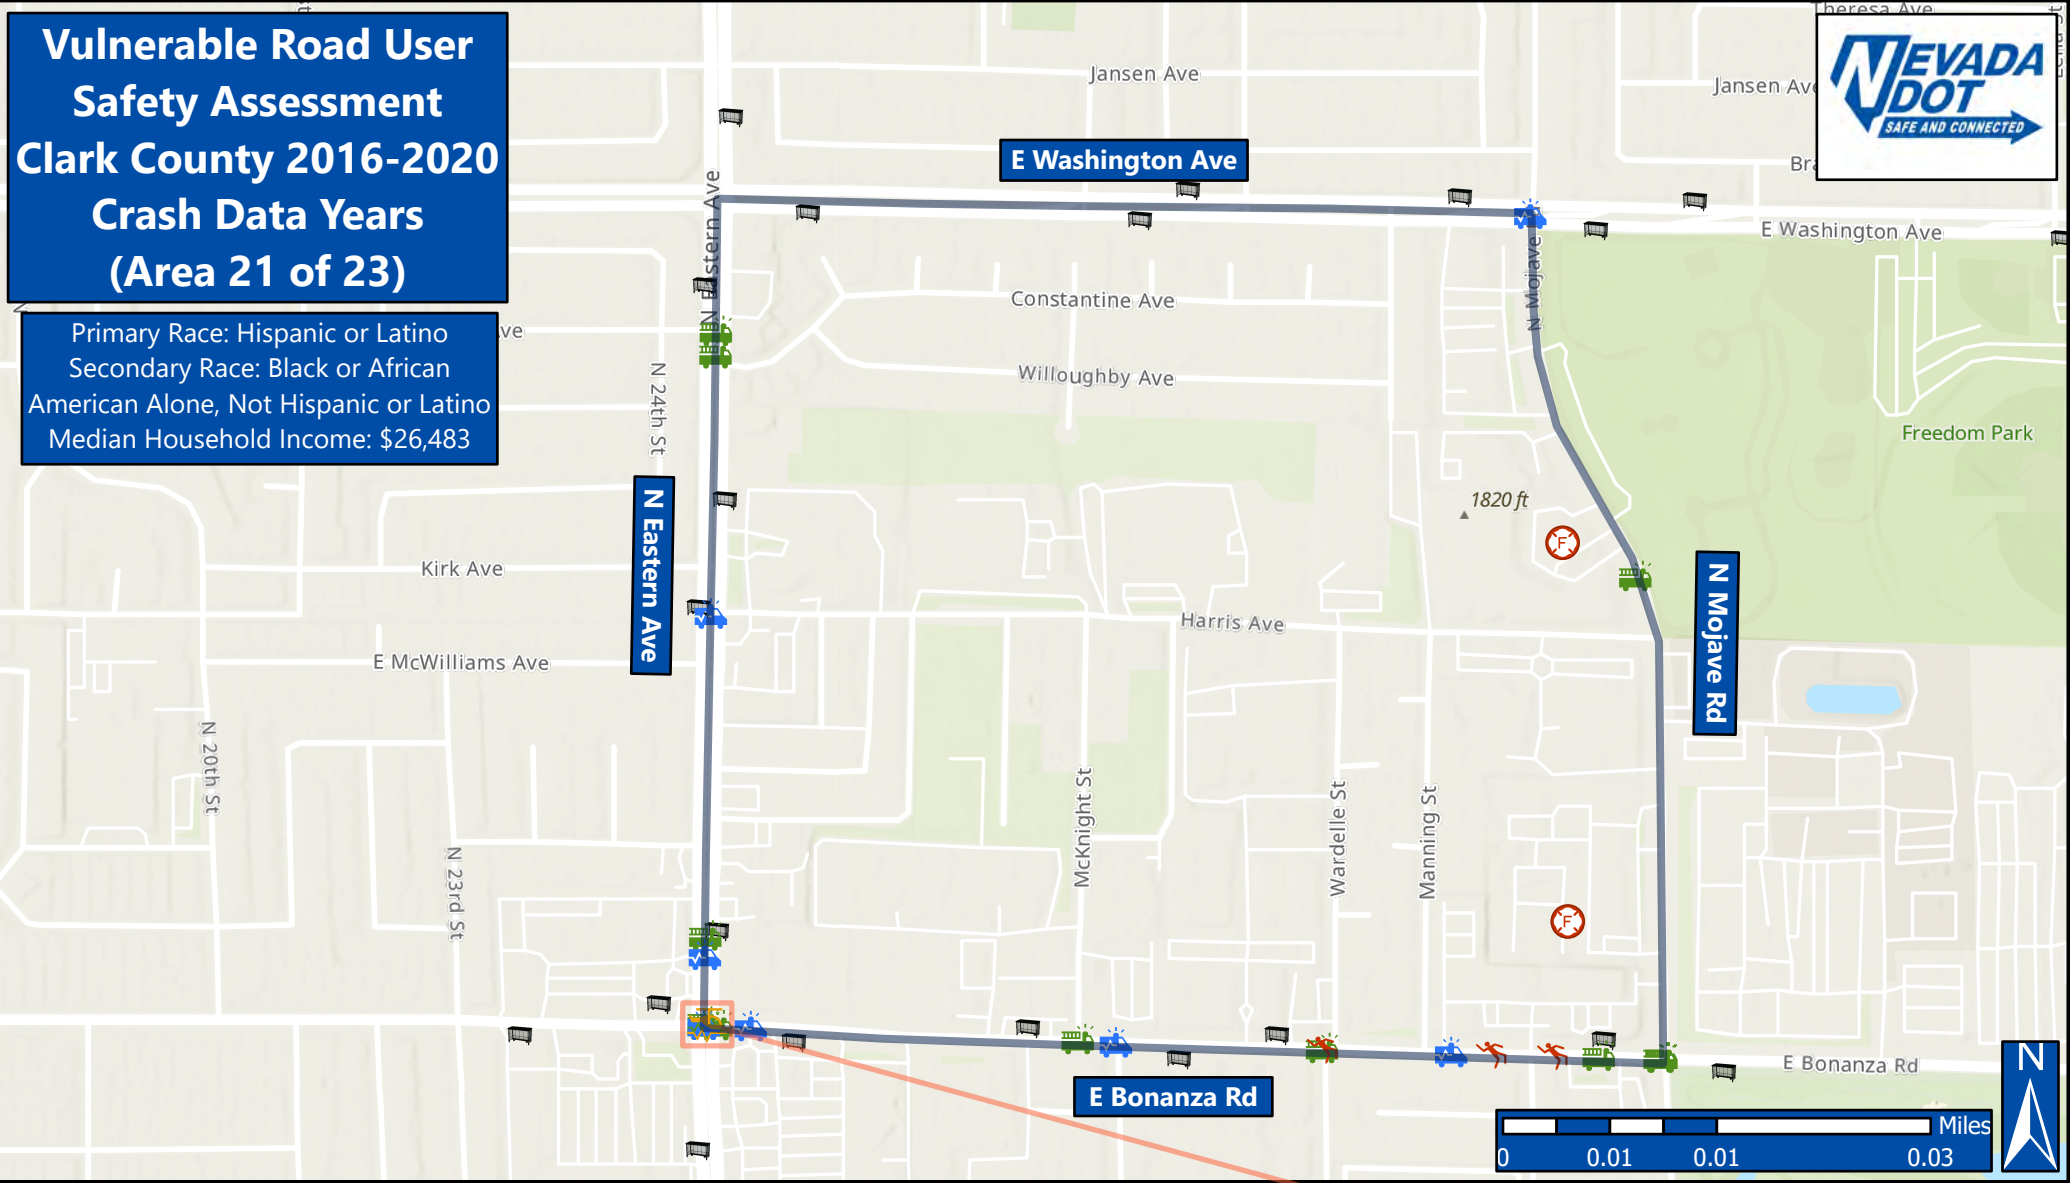 Vulnerable Road User
Safety Assessment
Clark County 2016-2020
Crash Data Years
(Area 21 of 23)
Primary Race: Hispanic or Latino
Secondary Race: Black or African
American Alone, Not Hispanic or Latino
Median Household Income: $26,483
NEVADA
DOT
SAFE AND CONNECTED
Theresa Ave
Jansen Ave
Jansen Ave
E Washington Ave
E Washington Ave
N Eastern Ave
N Mojave
Constantine Ave
Willoughby Ave
N 24th St
Freedom Park
1820 ft
F
N Eastern Ave
N Mojave Rd
Kirk Ave
Harris Ave
E McWilliams Ave
N 20th St
McKnight St
Wardelle St
Manning St
N 23rd St
F
E Bonanza Rd
E Bonanza Rd
N
Miles
0 0.01 0.01 0.03